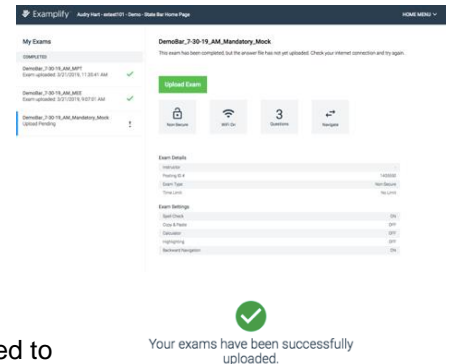 Examplify Audry Hart - astest101 - Demo - State Bar Home Page HOME MENU
My Exams
COMPLETED
DemoBar_7-30-19_AM_MPT
Exam uploaded: 3/21/2019, 11:20:41 AM
DemoBar_7-30-19_AM_MEE
Exam uploaded: 3/21/2019, 9:07:51 AM
DemoBar_7-30-19_AM_Mandatory_Mock
Upload Pending
DemoBar_7-30-19_AM_Mandatory_Mock
This exam has been completed, but the answer file has not yet uploaded. Check your internet connection and try again.
Upload Exam
Non Secure
WiFi On
3
Questions
Navigate
Exam Details
Instructor -
Posting ID #
Exam Type Non Secure
Time Limit No Limit
Exam Settings
Spell Check ON
Copy & Paste OFF
Calculator OFF
Highlighting OFF
Backward Navigation ON
ed to
Your exams have been successfully
uploaded.